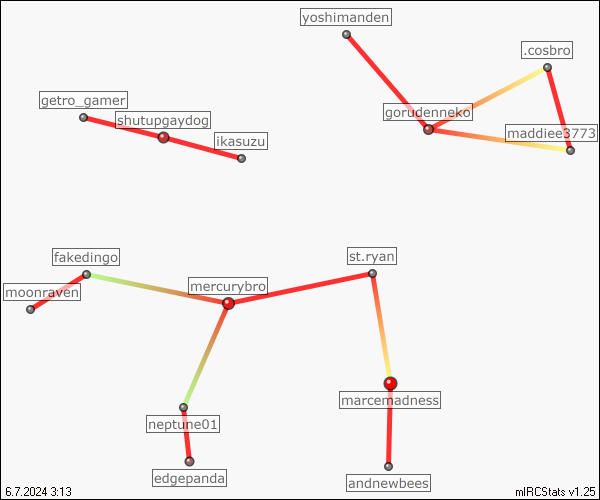 yoshimanden
.cosbro
getro_gamer
shutupgaydog
gorudenneko
ikasuzu
maddiee3773
fakedingo
st.ryan
moonraven
mercurybro
marcemadness
neptune01
edgepanda
andnewbees
6.7.2024 3:13
mIRCStats v1.25